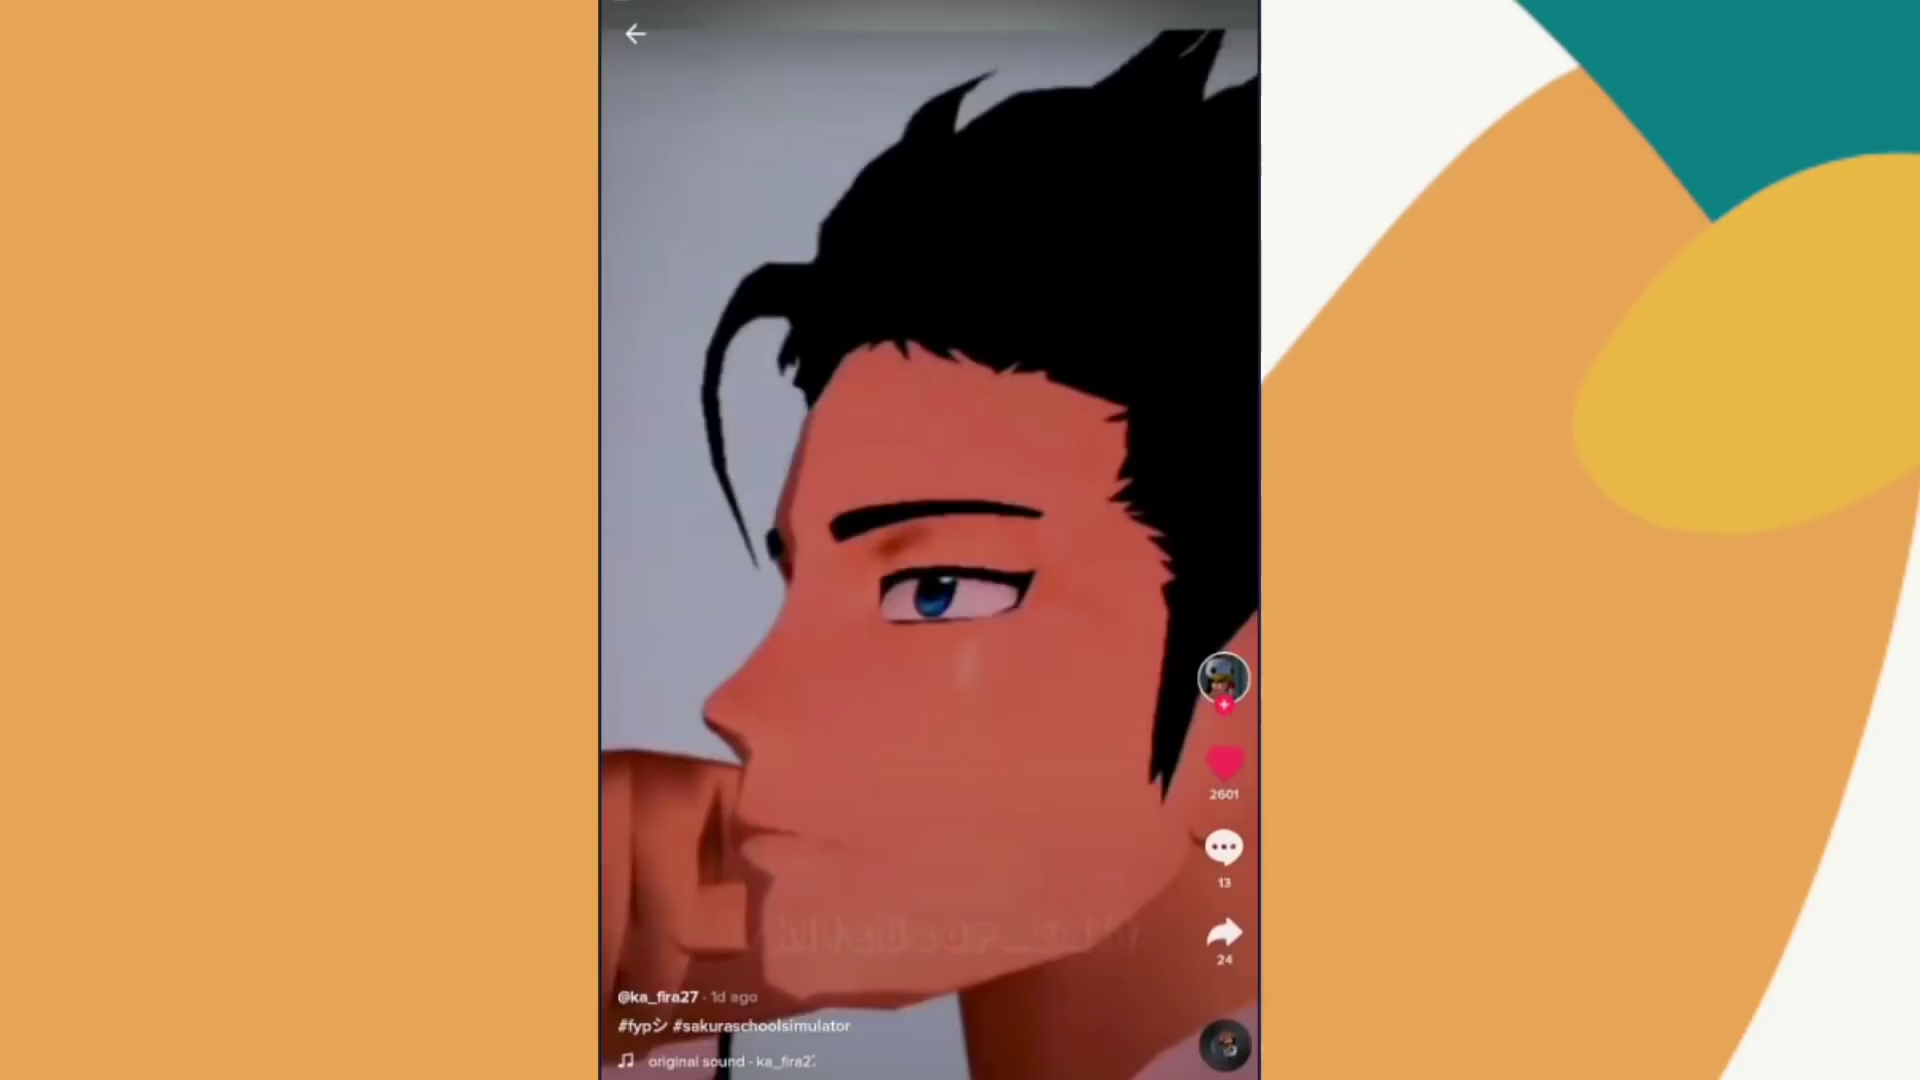 2601
13
24
@ka_fira27 · 1d ago
#fypシ #sakuraschoolsimulator
original sound - ka_fira2